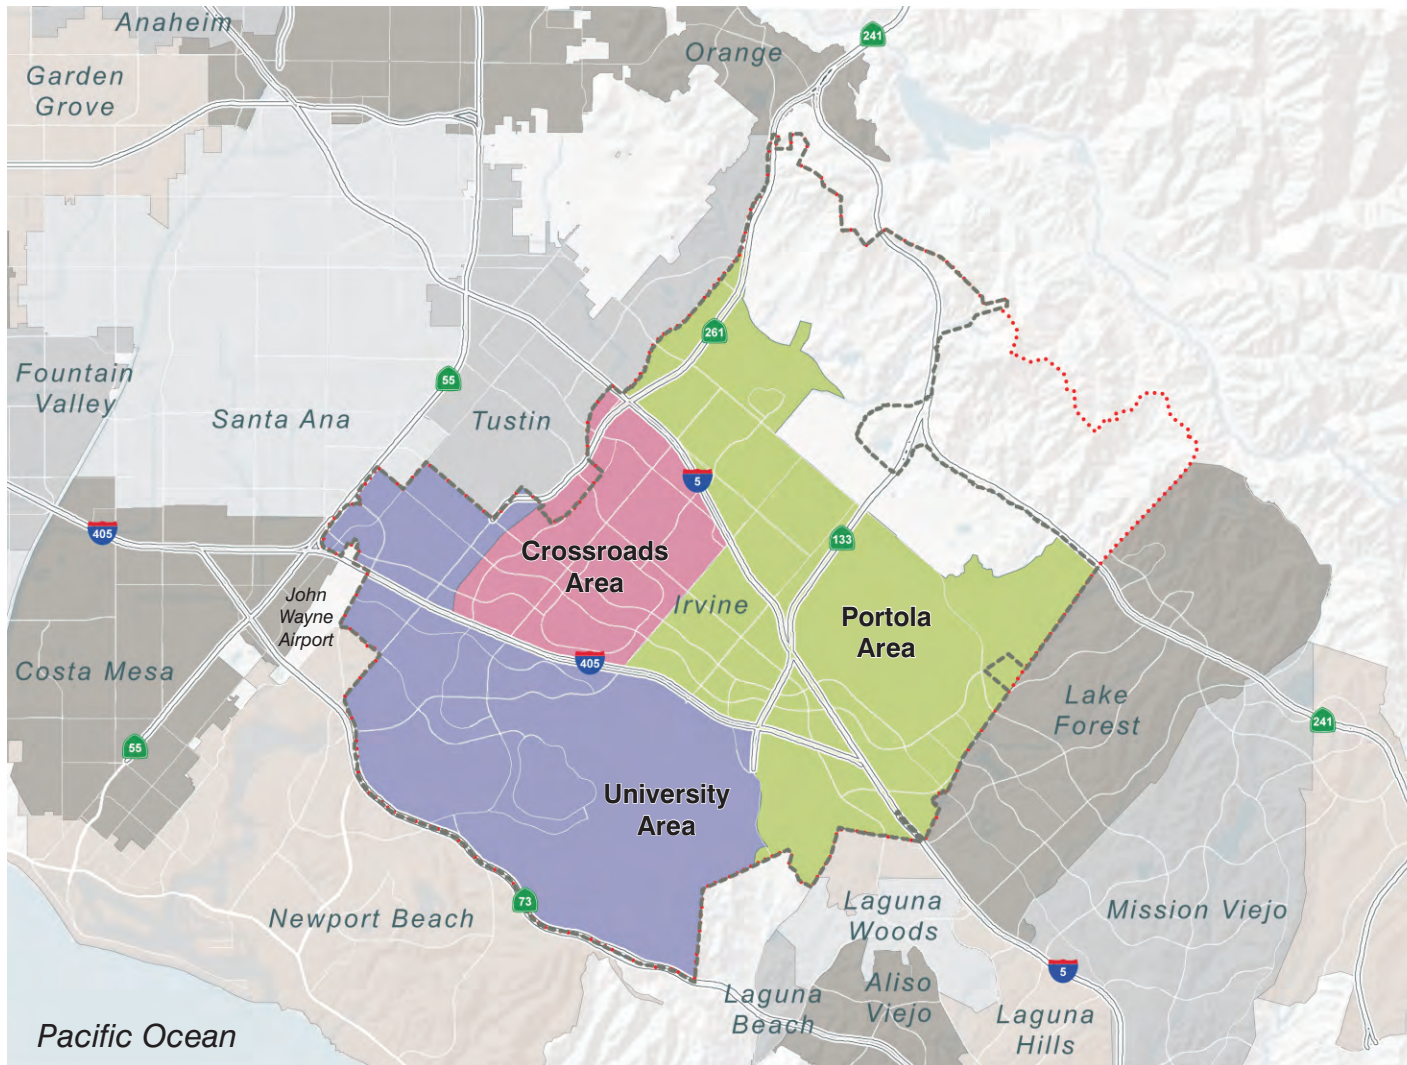 Anaheim
Orange
241
Garden
Grove
261
Fountain
Valley
55
Santa Ana
Tustin
5
405
133
Crossroads
Area
Irvine
John
Wayne
Airport
Portola
Area
405
Costa Mesa
Lake
Forest
241
55
University
Area
73
Newport Beach
Laguna
Woods
Mission Viejo
5
Laguna
Beach
Aliso
Viejo
Laguna
Hills
Pacific Ocean